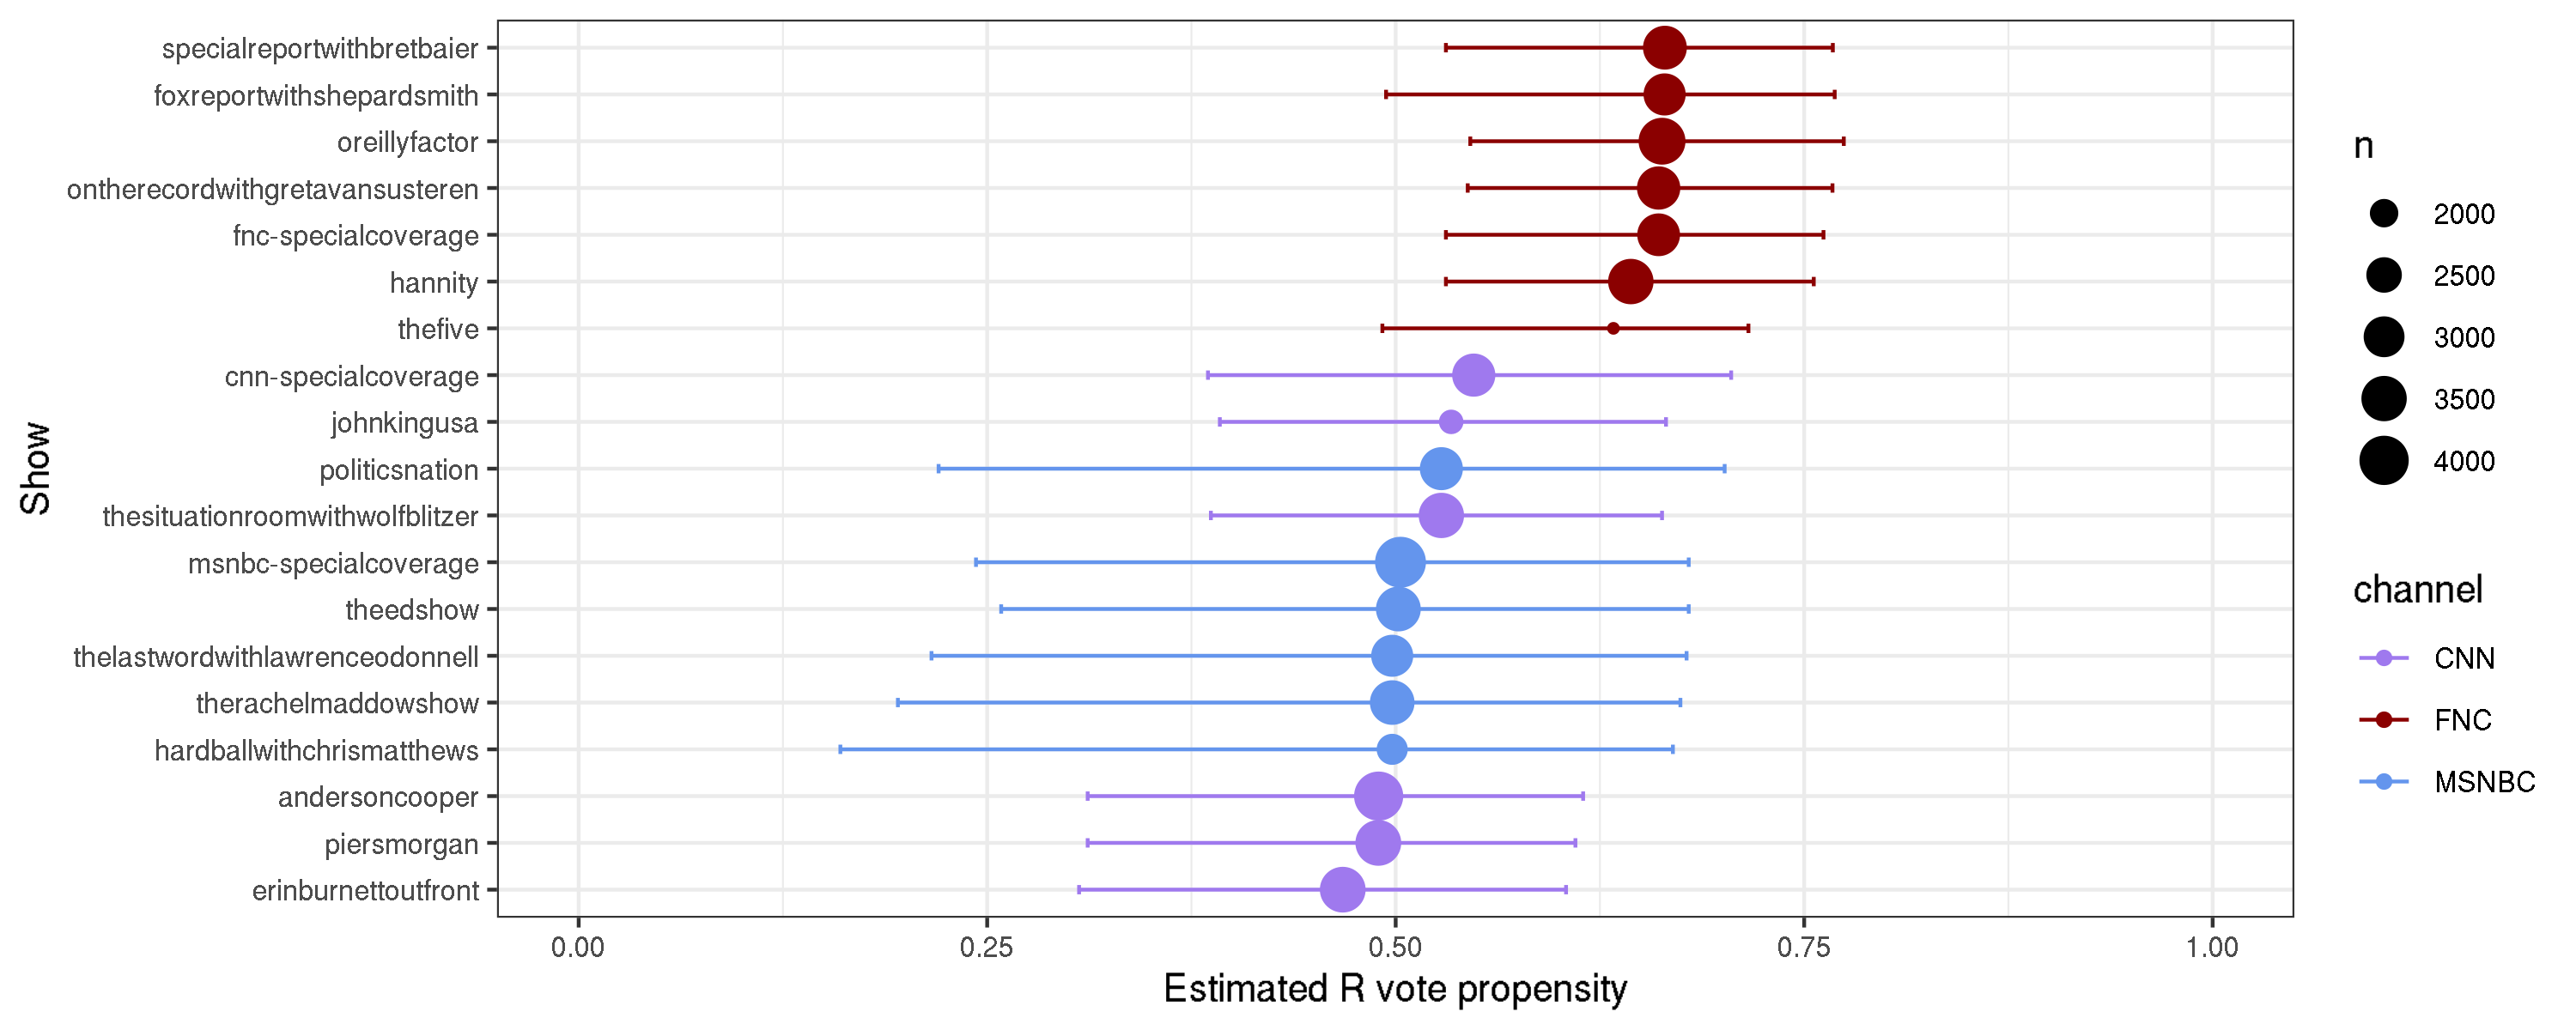 specialreportwithbretbaier
foxreportwithshepardsmith
oreillyfactor
ontherecordwithgretavansusteren
fnc-specialcoverage
hannity
thefive
cnn-specialcoverage
johnkingusa
politicsnation
thesituationroomwithwolfblitzer
msnbc-specialcoverage
theedshow
thelastwordwithlawrenceodonnell
therachelmaddowshow
hardballwithchrismatthews
andersoncooper
piersmorgan
erinburnettoutfront
Show
0.00 0.25 0.50 0.75 1.00
Estimated R vote propensity
n
2000
2500
3000
3500
4000
channel
CNN
FNC
MSNBC